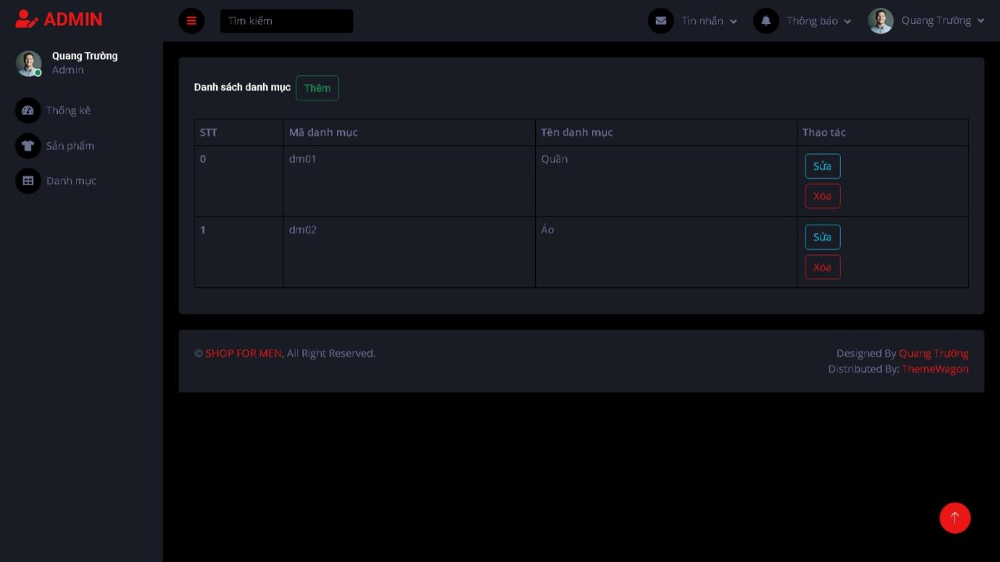 ADMIN
Tìm kiếm
Tin nhắn
Thông báo
Quang Trường
Quang Trường
Admin
Thống kê
Sản phẩm
Danh mục
Danh sách danh mục Thêm
STT Mã danh mục Tên danh mục Thao tác
0 dm01 Quần Sửa
Xóa
1 dm02 Áo Sửa
Xóa
© SHOP FOR MEN, All Right Reserved.
Designed By Quang Trường
Distributed By: ThemeWagon